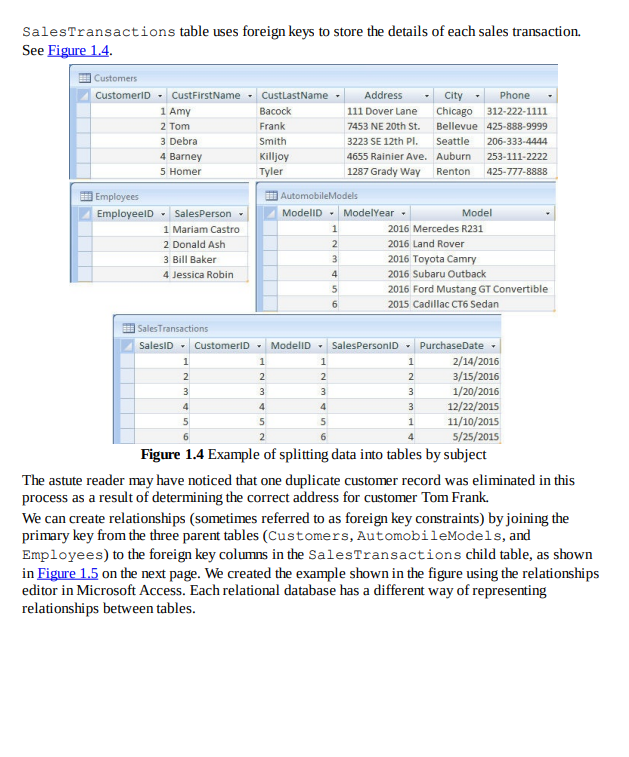 SalesTransactions table uses foreign keys to store the details of each sales transaction.
See Figure 1.4.
Customers
CustomerID CustFirstName CustLastName Address City Phone
1 Amy Bacock 111 Dover Lane Chicago 312-222-1111
2 Tom Frank 7453 NE 20th St. Bellevue 425-888-9999
3 Debra Smith 3223 SE 12th Pl. Seattle 206-333-4444
4 Barney Killjoy 4655 Rainier Ave. Auburn 253-111-2222
5 Homer Tyler 1287 Grady Way Renton 425-777-8888
Employees
EmployeeID SalesPerson
1 Mariam Castro
2 Donald Ash
3 Bill Baker
4 Jessica Robin
AutomobileModels
ModelID ModelYear Model
1 2016 Mercedes R231
2 2016 Land Rover
3 2016 Toyota Camry
4 2016 Subaru Outback
5 2016 Ford Mustang GT Convertible
6 2015 Cadillac CT6 Sedan
SalesTransactions
SalesID CustomerID ModelID SalesPersonID PurchaseDate
1 1 1 1 2/14/2016
2 2 2 2 3/15/2016
3 3 3 3 1/20/2016
4 4 4 3 12/22/2015
5 5 5 1 11/10/2015
6 2 6 4 5/25/2015
Figure 1.4 Example of splitting data into tables by subject
The astute reader may have noticed that one duplicate customer record was eliminated in this
process as a result of determining the correct address for customer Tom Frank.
We can create relationships (sometimes referred to as foreign key constraints) by joining the
primary key from the three parent tables (Customers, AutomobileModels, and
Employees) to the foreign key columns in the SalesTransactions child table, as shown
in Figure 1.5 on the next page. We created the example shown in the figure using the relationships
editor in Microsoft Access. Each relational database has a different way of representing
relationships between tables.